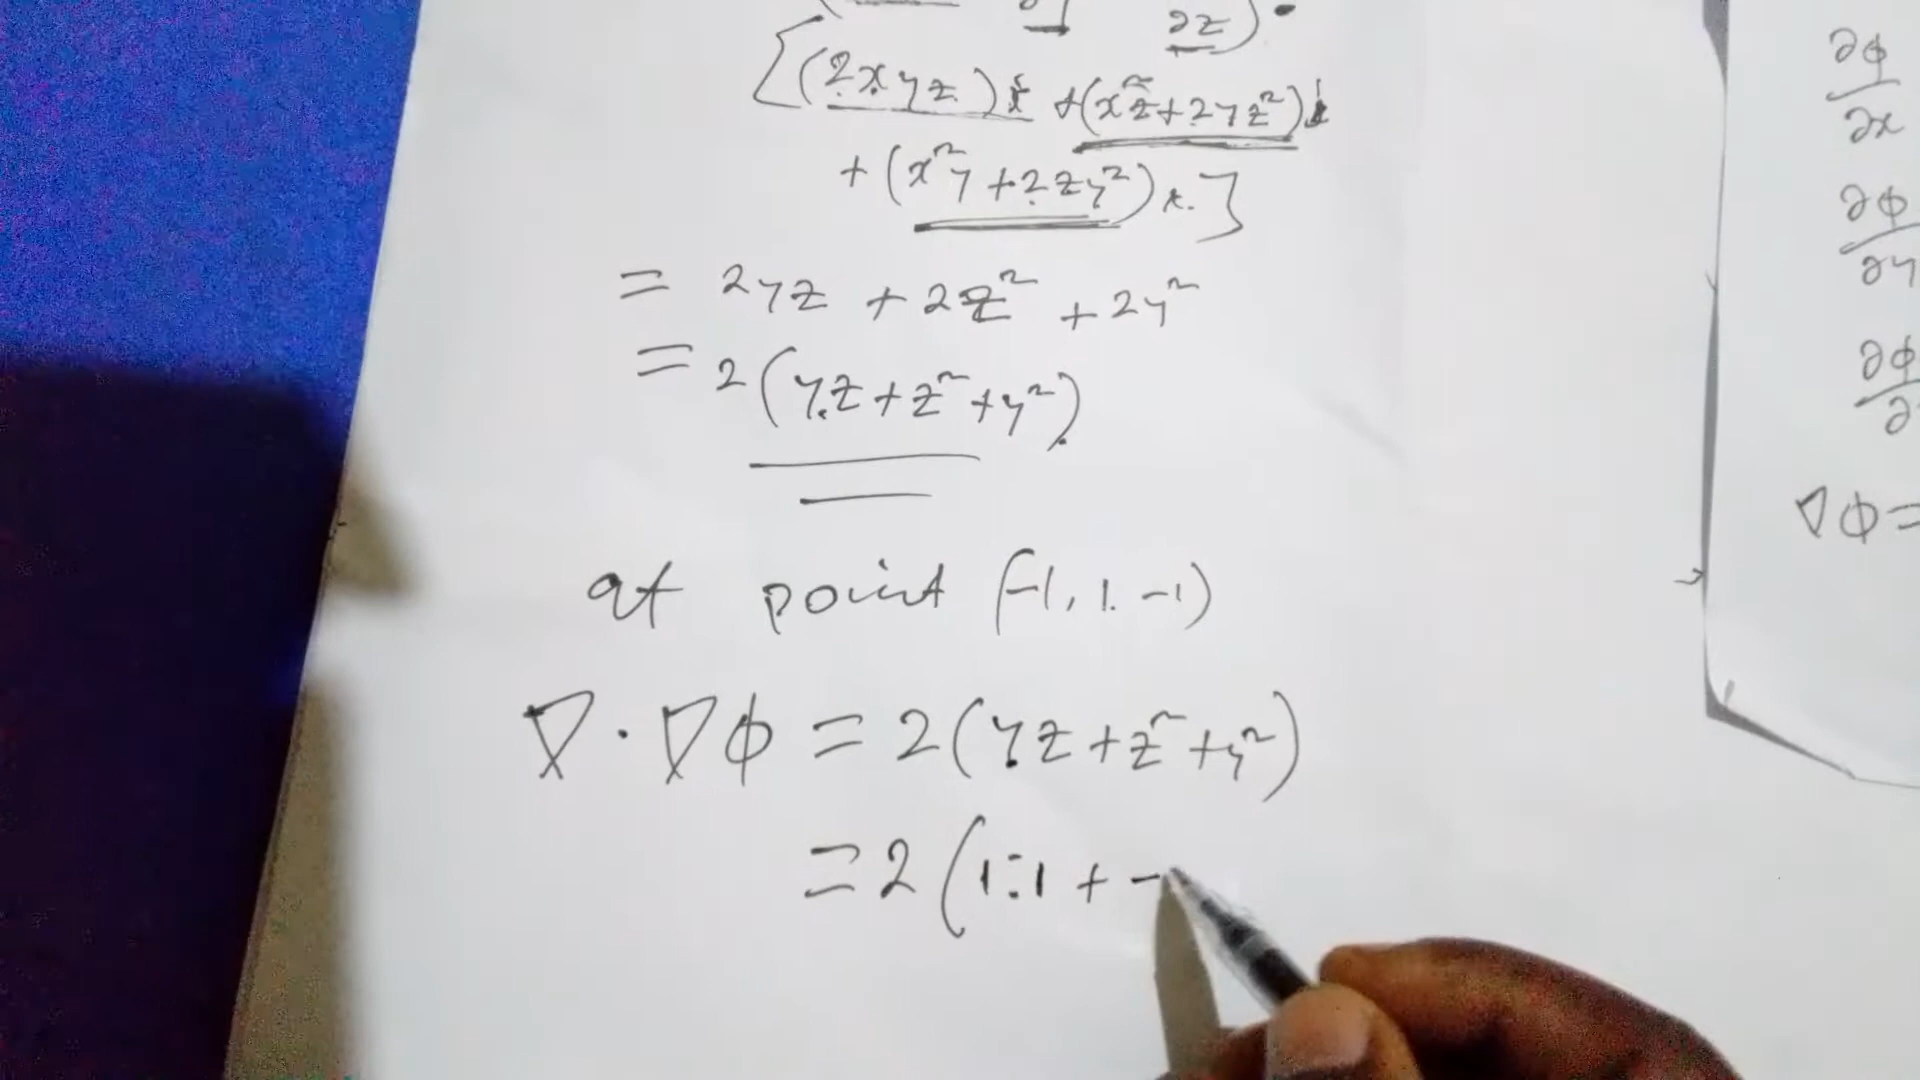 ∂z) .
[(2xyz)i + (x²z + 2yz²)j
+ (x²y + 2zy²)k.]
= 2yz + 2z² + 2y²
= 2(yz + z² + y²)
at point (-1, 1. -1)
∇ · ∇ϕ = 2(yz + z² + y²)
= 2(1·-1 + -
∂ϕ
∂x
∂ϕ
∂y
∂ϕ
∂
∇ϕ =